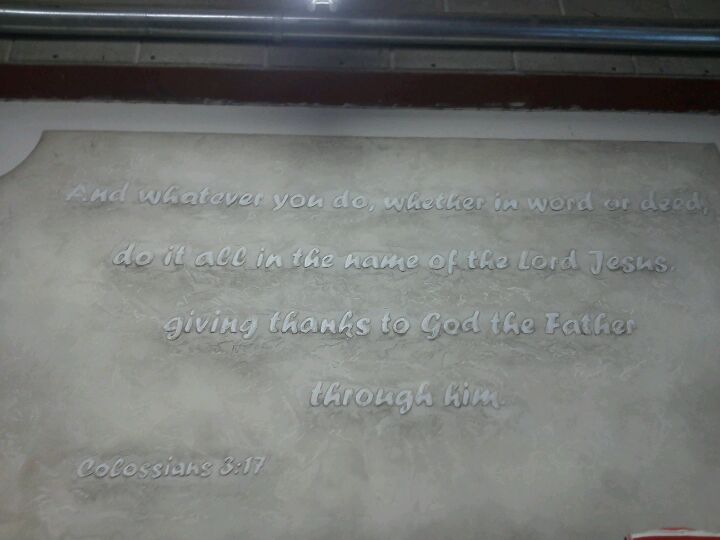 And whatever you do, whether in word or deed,
do it all in the name of the Lord Jesus,
giving thanks to God the Father
through him.
Colossians 3:17